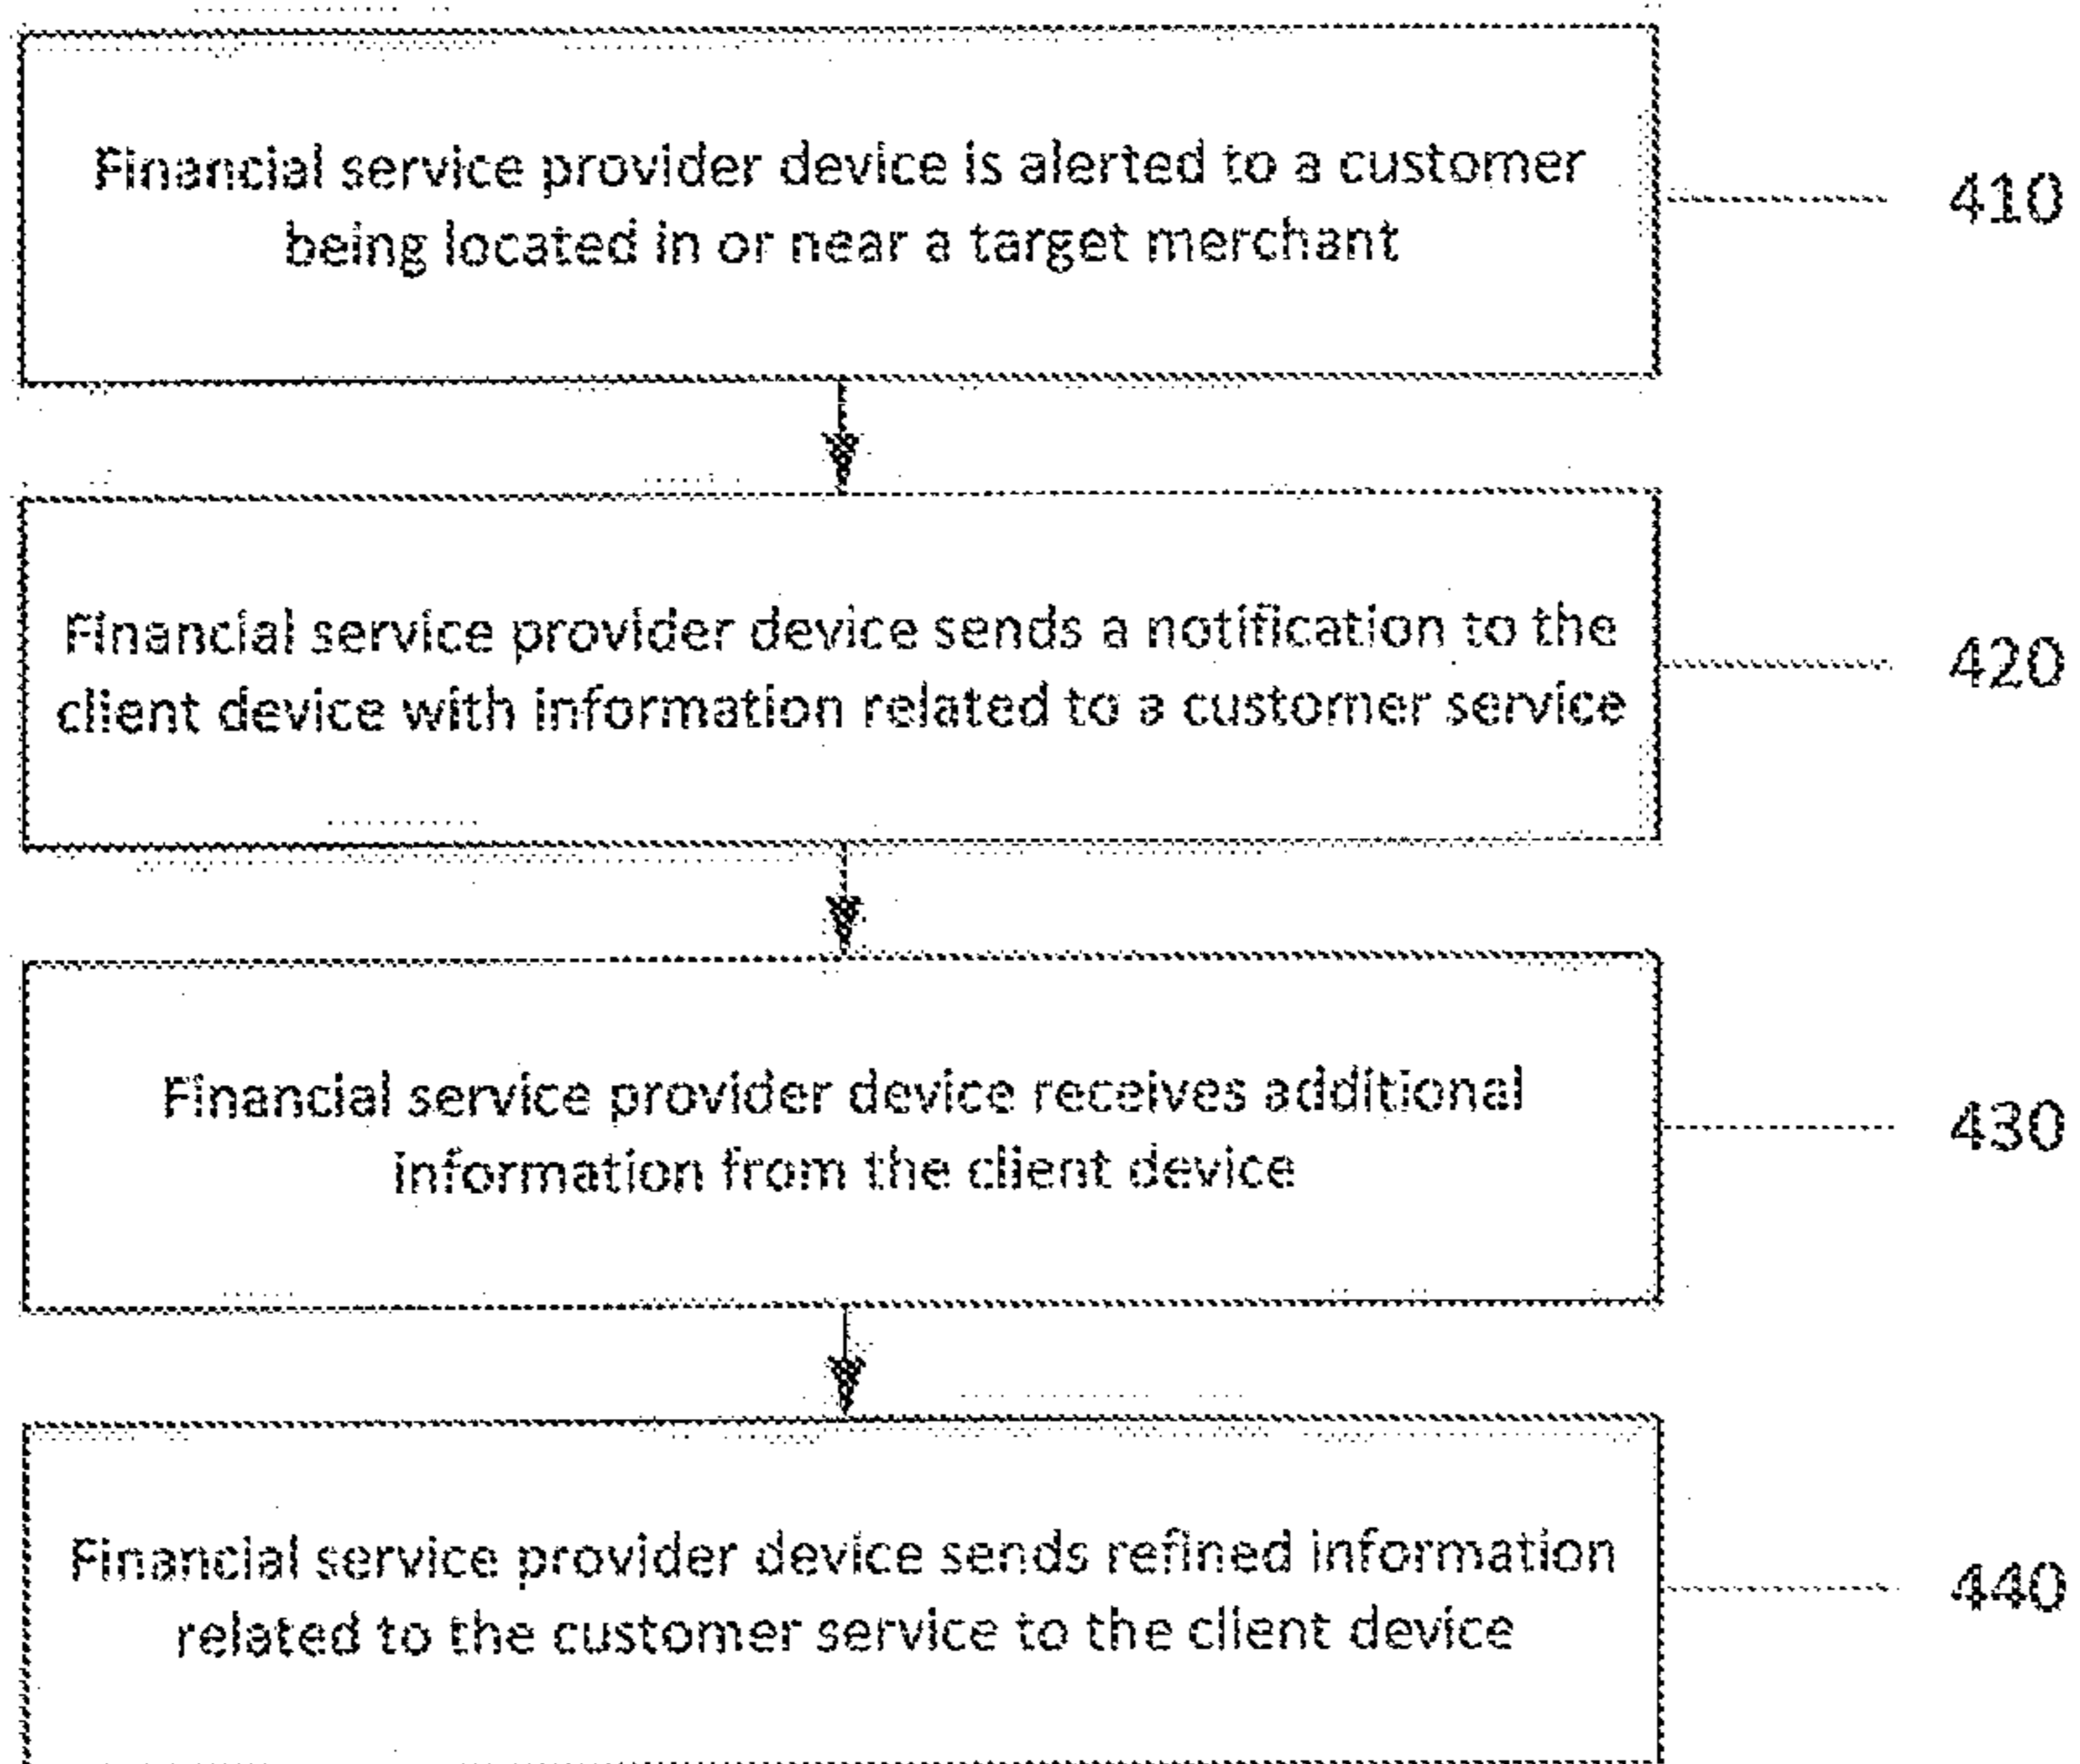 Financial service provider device is alerted to a customer
being located in or near a target merchant
410
Financial service provider device sends a notification to the
client device with information related to a customer service
420
Financial service provider device receives additional
information from the client device
430
Financial service provider device sends refined information
related to the customer service to the client device
440